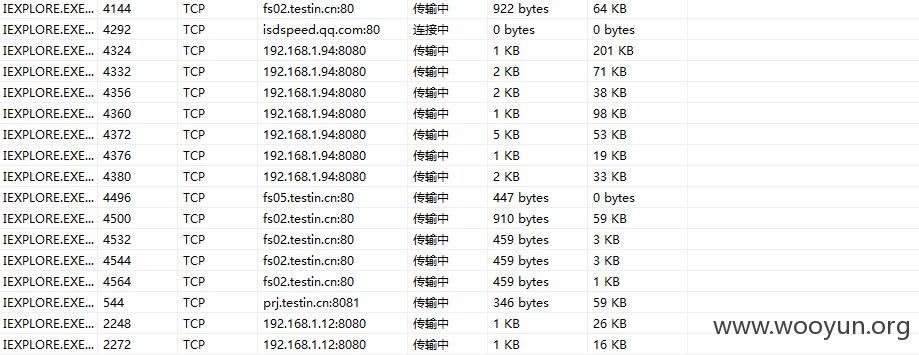 IEXPLORE.EXE... 4144 TCP fs02.testin.cn:80 传输中 922 bytes 64 KB
IEXPLORE.EXE... 4292 TCP isdspeed.qq.com:80 连接中 0 bytes 0 bytes
IEXPLORE.EXE... 4324 TCP 192.168.1.94:8080 传输中 1 KB 201 KB
IEXPLORE.EXE... 4332 TCP 192.168.1.94:8080 传输中 2 KB 71 KB
IEXPLORE.EXE... 4356 TCP 192.168.1.94:8080 传输中 2 KB 38 KB
IEXPLORE.EXE... 4360 TCP 192.168.1.94:8080 传输中 1 KB 98 KB
IEXPLORE.EXE... 4372 TCP 192.168.1.94:8080 传输中 5 KB 53 KB
IEXPLORE.EXE... 4376 TCP 192.168.1.94:8080 传输中 1 KB 19 KB
IEXPLORE.EXE... 4380 TCP 192.168.1.94:8080 传输中 2 KB 33 KB
IEXPLORE.EXE... 4496 TCP fs05.testin.cn:80 传输中 447 bytes 0 bytes
IEXPLORE.EXE... 4500 TCP fs02.testin.cn:80 传输中 910 bytes 59 KB
IEXPLORE.EXE... 4532 TCP fs02.testin.cn:80 传输中 459 bytes 3 KB
IEXPLORE.EXE... 4544 TCP fs02.testin.cn:80 传输中 459 bytes 3 KB
IEXPLORE.EXE... 4564 TCP fs02.testin.cn:80 传输中 459 bytes 1 KB
IEXPLORE.EXE... 544 TCP prj.testin.cn:8081 传输中 346 bytes 59 KB
IEXPLORE.EXE... 2248 TCP 192.168.1.12:8080 传输中 1 KB 26 KB
IEXPLORE.EXE... 2272 TCP 192.168.1.12:8080 传输中 1 KB 16 KB
www.wooyun.org